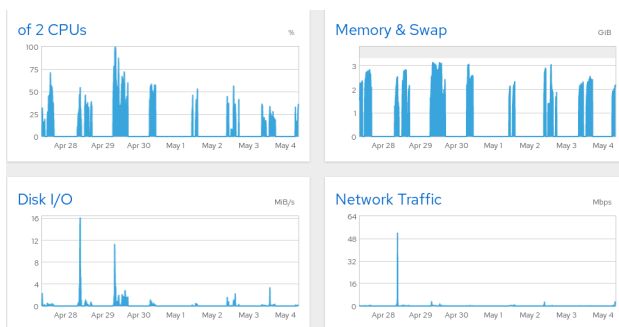 of 2 CPUs
%
100
75
50
25
0
Apr 28 Apr 29 Apr 30 May 1 May 2 May 3 May 4
Memory & Swap
GiB
3
2
1
0
Apr 28 Apr 29 Apr 30 May 1 May 2 May 3 May 4
Disk I/O
MiB/s
16
12
8
4
0
Apr 28 Apr 29 Apr 30 May 1 May 2 May 3 May 4
Network Traffic
Mbps
64
48
32
16
0
Apr 28 Apr 29 Apr 30 May 1 May 2 May 3 May 4